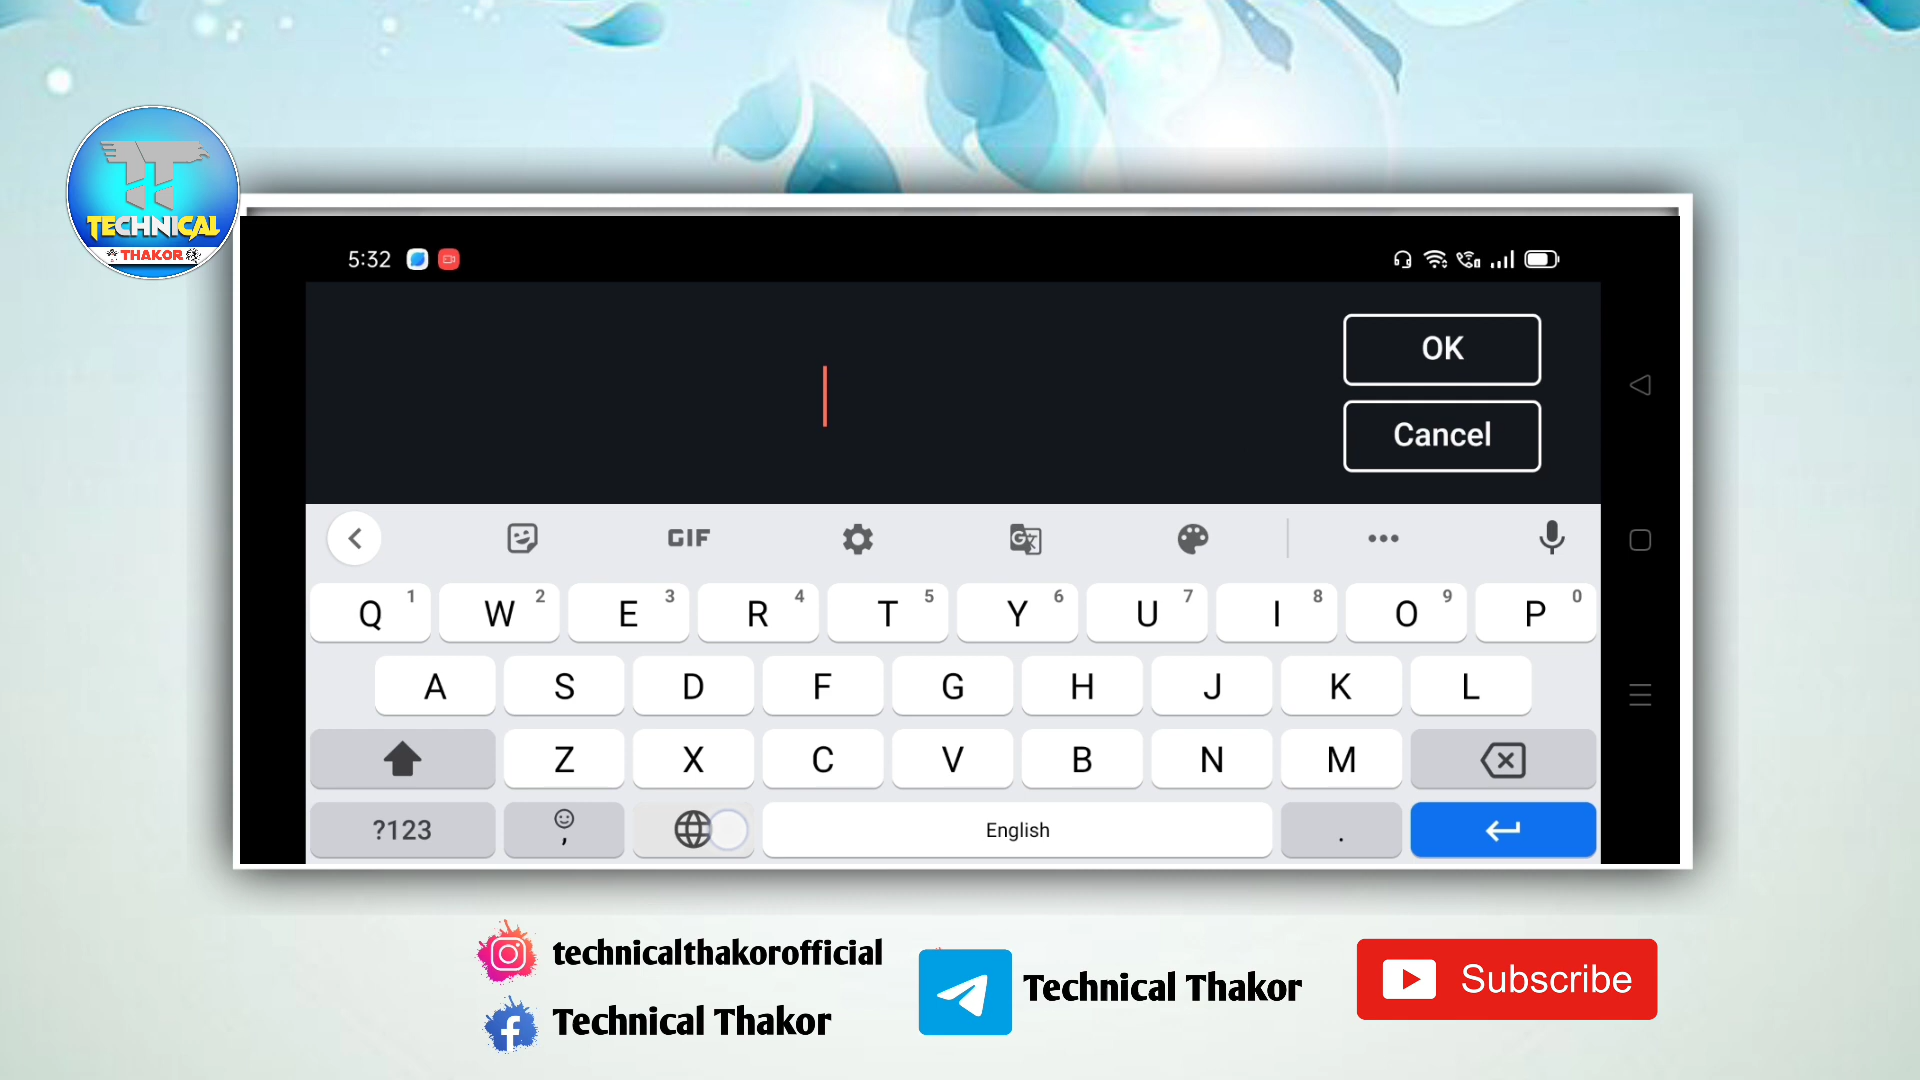 TECHNICAL
THAKOR
5:32
OK
Cancel
GIF
Q 1 W 2 E 3 R 4 T 5 Y 6 U 7 I 8 O 9 P 0
A S D F G H J K L
Z X C V B N M
?123 , English .
technicalthakorofficial
Technical Thakor
Technical Thakor
Subscribe